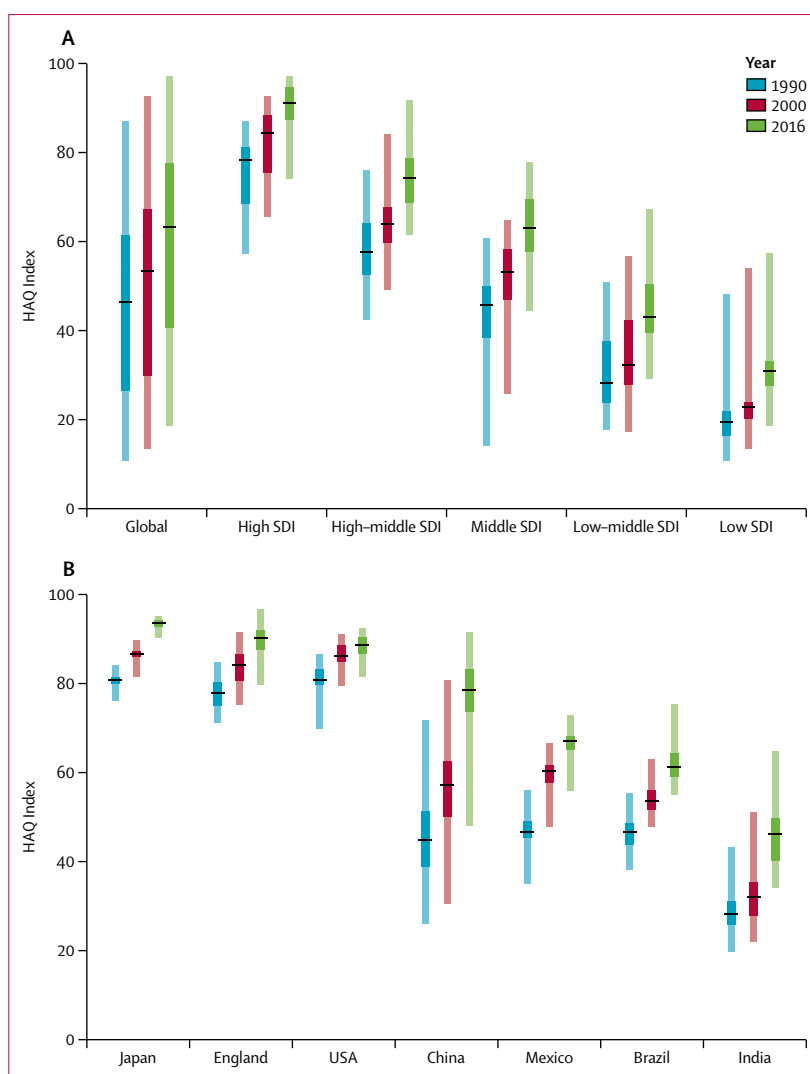 A
100
80
60
40
20
0
HAQ Index
Year
1990
2000
2016
Global
High SDI
High–middle SDI
Middle SDI
Low–middle SDI
Low SDI
B
100
80
60
40
20
0
HAQ Index
Japan
England
USA
China
Mexico
Brazil
India